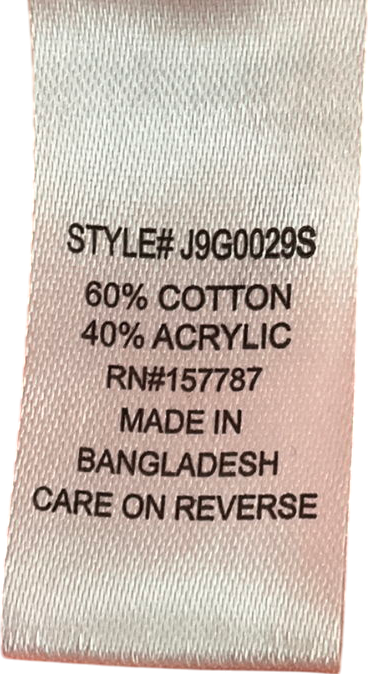 STYLE# J9G0029S
60% COTTON
40% ACRYLIC
RN#157787
MADE IN
BANGLADESH
CARE ON REVERSE